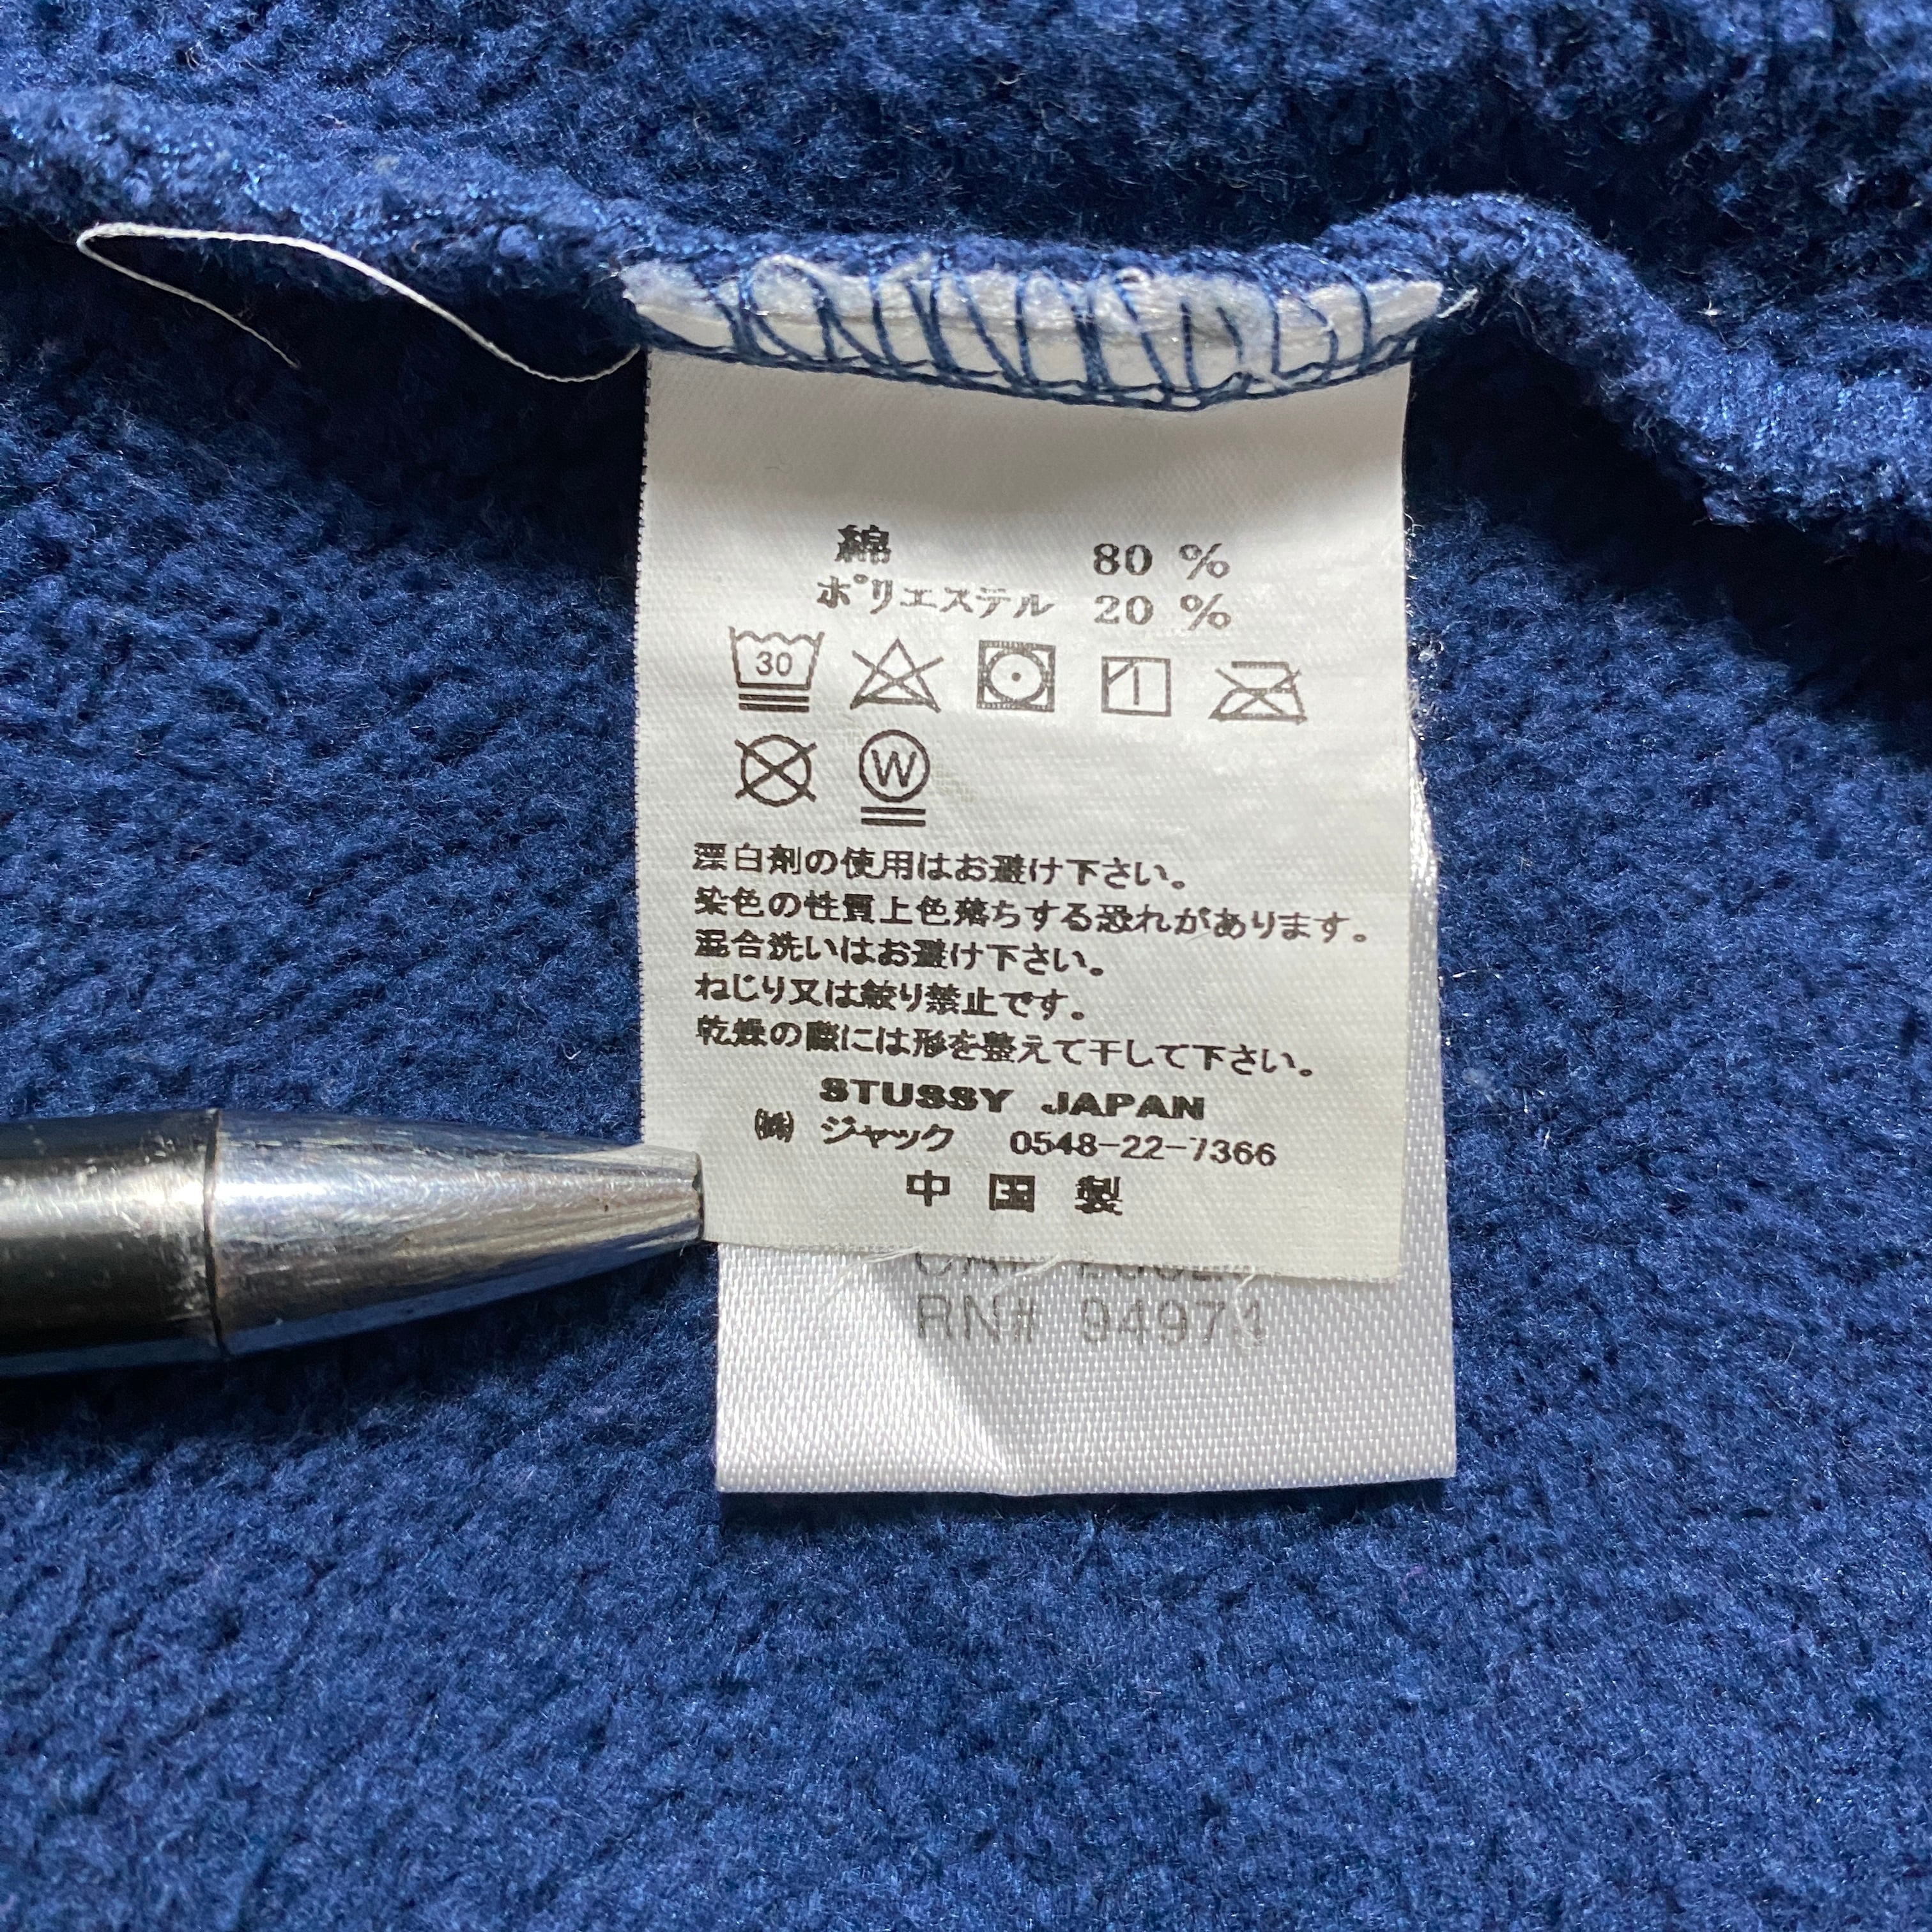 綿 80 %
ポリエステル 20 %
30
W
漂白剤の使用はお避け下さい。
染色の性質上色落ちする恐れがあります。
混合洗いはお避け下さい。
ねじり又は絞り禁止です。
乾燥の際には形を整えて干して下さい。
STUSSY JAPAN
㈱ ジャック 0548-22-7366
中国製
RN# 94974